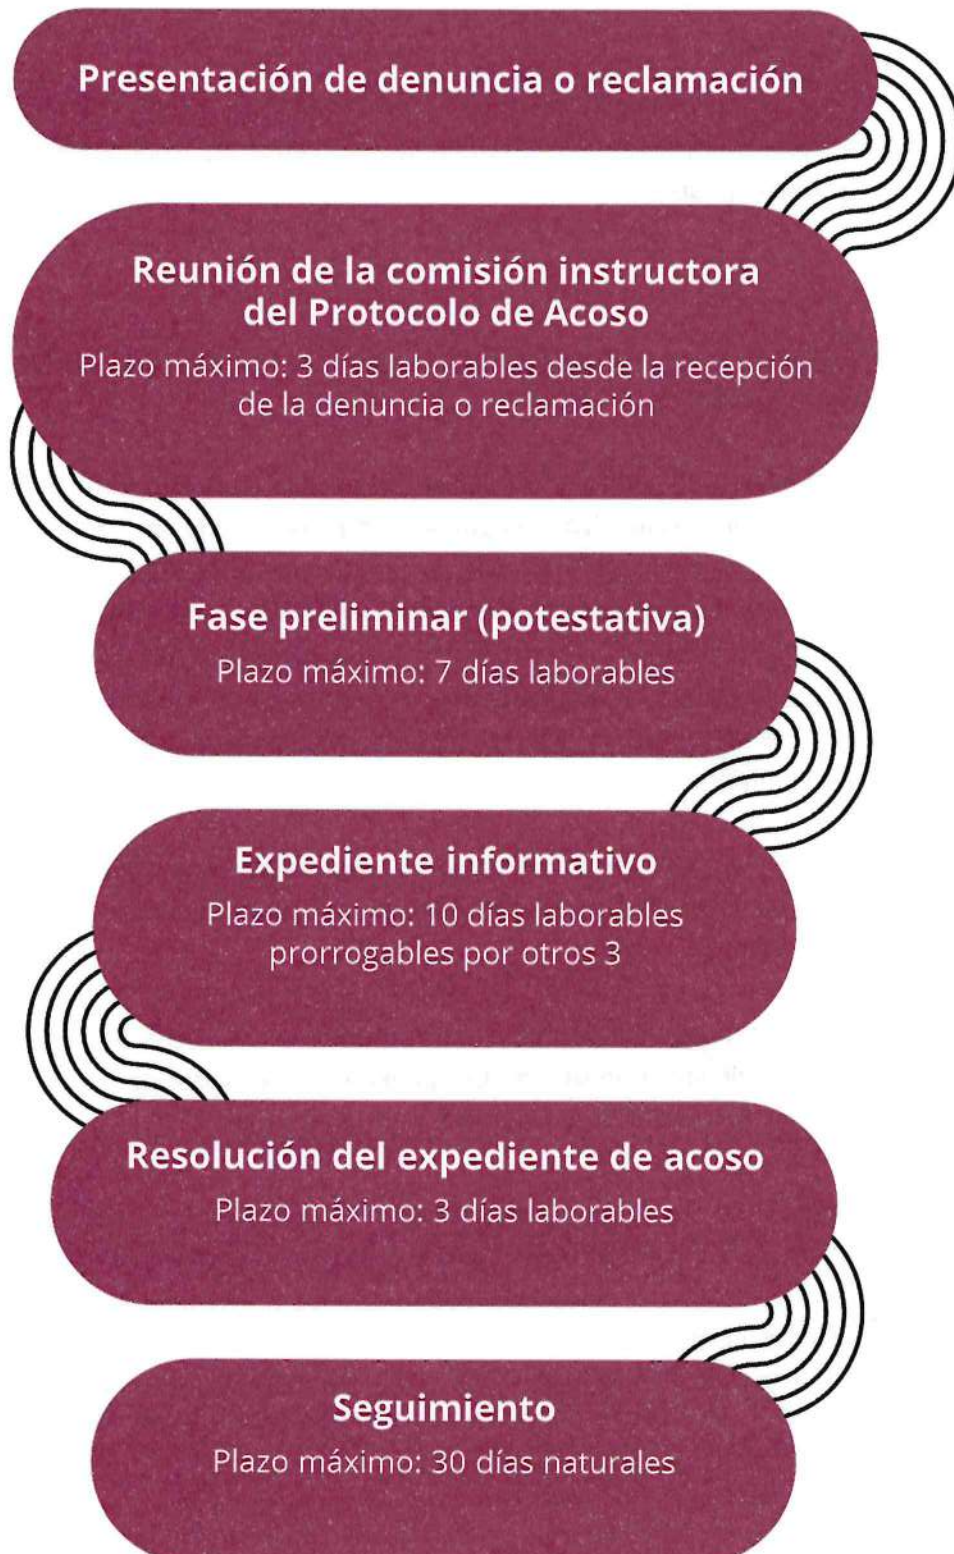 Presentación de denuncia o reclamación
Reunión de la comisión instructora
del Protocolo de Acoso
Plazo máximo: 3 días laborables desde la recepción
de la denuncia o reclamación
Fase preliminar (potestativa)
Plazo máximo: 7 días laborables
Expediente informativo
Plazo máximo: 10 días laborables
prorrogables por otros 3
Resolución del expediente de acoso
Plazo máximo: 3 días laborables
Seguimiento
Plazo máximo: 30 días naturales